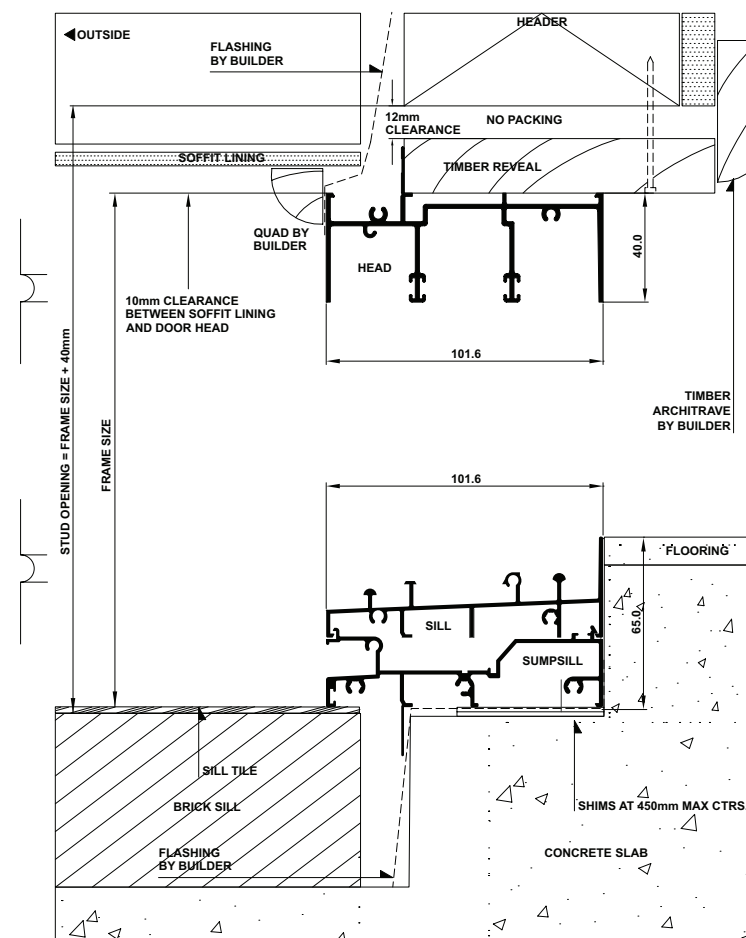 OUTSIDE
HEADER
FLASHING
BY BUILDER
12mm
CLEARANCE
NO PACKING
SOFFIT LINING
TIMBER REVEAL
QUAD BY
BUILDER
HEAD
40.0
10mm CLEARANCE
BETWEEN SOFFIT LINING
AND DOOR HEAD
101.6
TIMBER
ARCHITRAVE
BY BUILDER
STUD OPENING = FRAME SIZE + 40mm
FRAME SIZE
101.6
FLOORING
SILL
65.0
SUMPSILL
SILL TILE
BRICK SILL
SHIMS AT 450mm MAX CTRS
FLASHING
BY BUILDER
CONCRETE SLAB